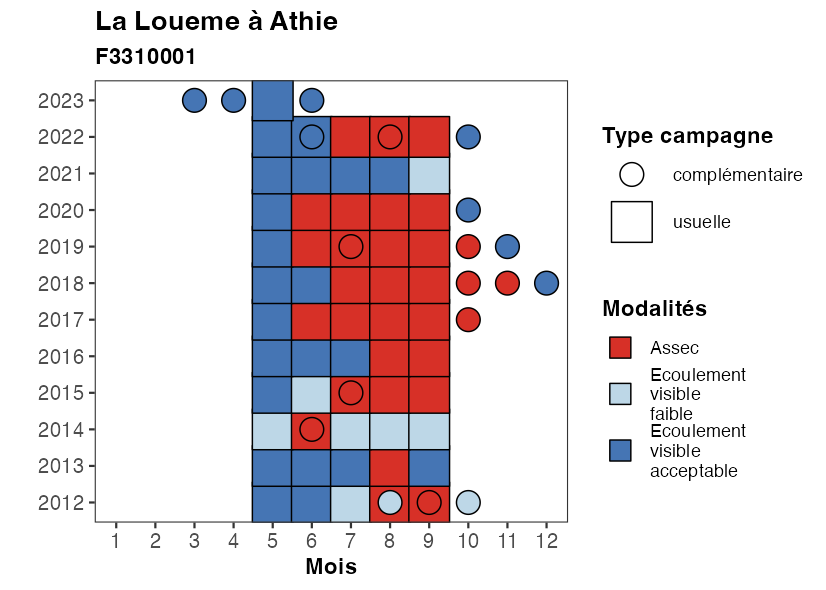 La Loueme à Athie
F3310001
2023
2022
2021
2020
2019
2018
2017
2016
2015
2014
2013
2012
1 2 3 4 5 6 7 8 9 10 11 12
Mois
Type campagne
complémentaire
usuelle
Modalités
Assec
Ecoulement
visible
faible
Ecoulement
visible
acceptable